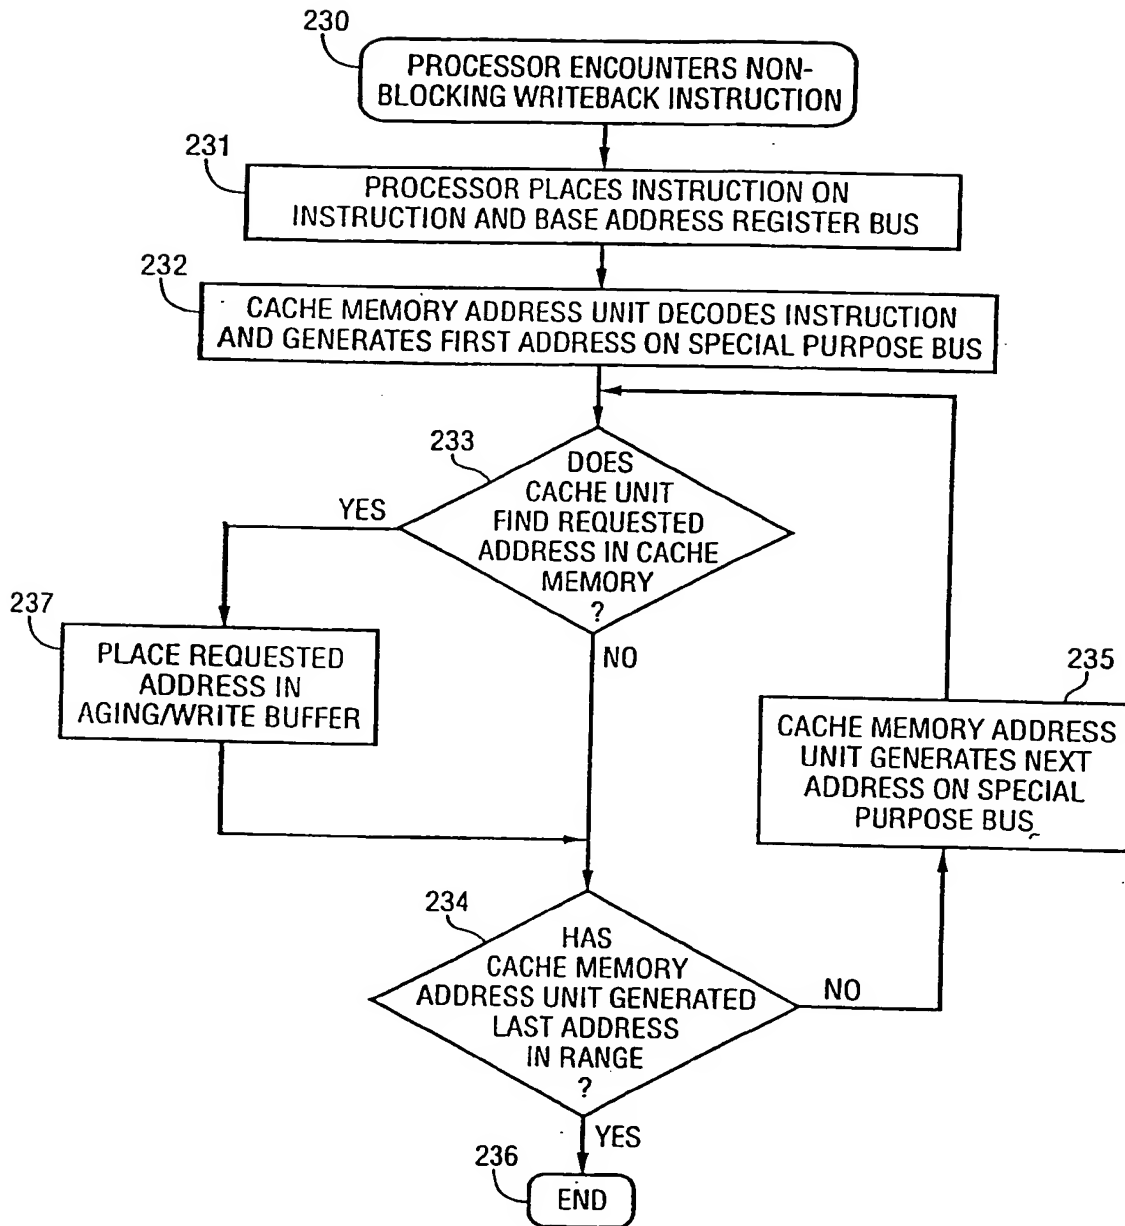 230
PROCESSOR ENCOUNTERS NON-
BLOCKING WRITEBACK INSTRUCTION
231
PROCESSOR PLACES INSTRUCTION ON
INSTRUCTION AND BASE ADDRESS REGISTER BUS
232
CACHE MEMORY ADDRESS UNIT DECODES INSTRUCTION
AND GENERATES FIRST ADDRESS ON SPECIAL PURPOSE BUS
233
DOES
CACHE UNIT
FIND REQUESTED
ADDRESS IN CACHE
MEMORY
?
YES
NO
237
PLACE REQUESTED
ADDRESS IN
AGING/WRITE BUFFER
235
CACHE MEMORY ADDRESS
UNIT GENERATES NEXT
ADDRESS ON SPECIAL
PURPOSE BUS
234
HAS
CACHE MEMORY
ADDRESS UNIT GENERATED
LAST ADDRESS
IN RANGE
?
NO
YES
236
END